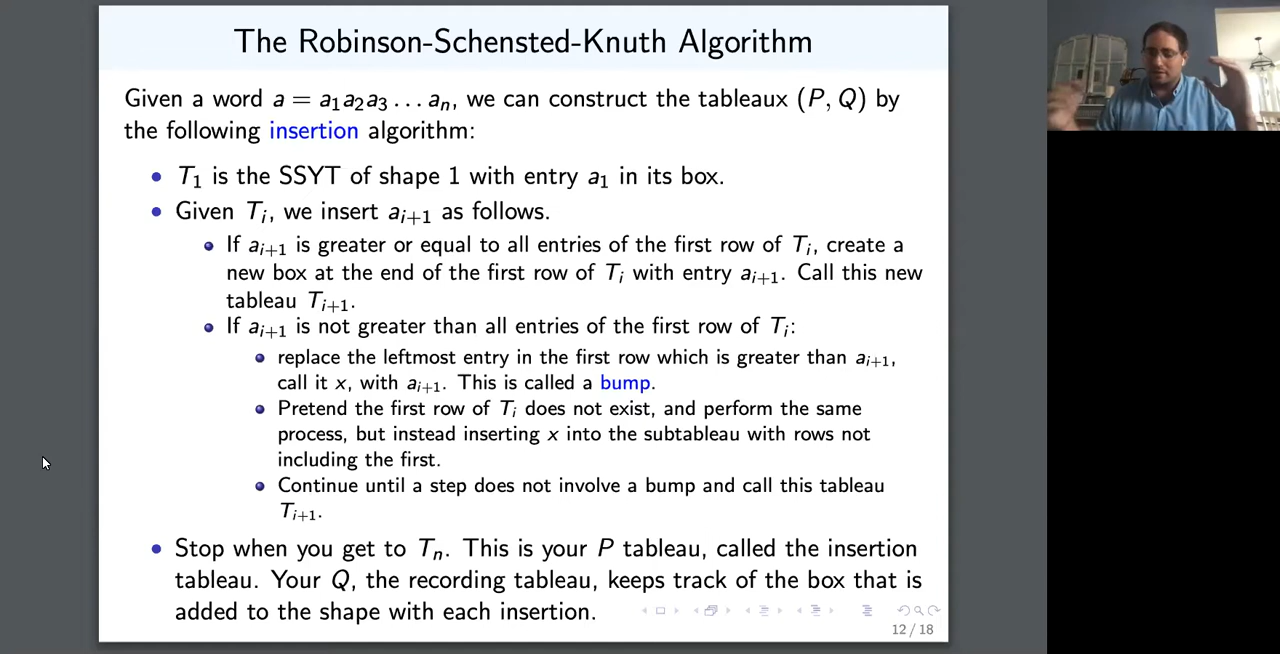 The Robinson-Schensted-Knuth Algorithm
Given a word a = a₁a₂a₃ . . . aₙ, we can construct the tableaux (P, Q) by
the following insertion algorithm:
• T₁ is the SSYT of shape 1 with entry a₁ in its box.
• Given Tᵢ, we insert aᵢ₊₁ as follows.
• If aᵢ₊₁ is greater or equal to all entries of the first row of Tᵢ, create a
new box at the end of the first row of Tᵢ with entry aᵢ₊₁. Call this new
tableau Tᵢ₊₁.
• If aᵢ₊₁ is not greater than all entries of the first row of Tᵢ:
• replace the leftmost entry in the first row which is greater than aᵢ₊₁,
call it x, with aᵢ₊₁. This is called a bump.
• Pretend the first row of Tᵢ does not exist, and perform the same
process, but instead inserting x into the subtableau with rows not
including the first.
• Continue until a step does not involve a bump and call this tableau
Tᵢ₊₁.
• Stop when you get to Tₙ. This is your P tableau, called the insertion
tableau. Your Q, the recording tableau, keeps track of the box that is
added to the shape with each insertion.
12 / 18